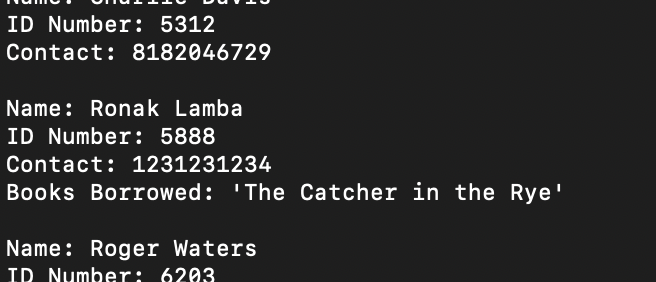 Name: Charlie Davis
ID Number: 5312
Contact: 8182046729
Name: Ronak Lamba
ID Number: 5888
Contact: 1231231234
Books Borrowed: 'The Catcher in the Rye'
Name: Roger Waters
ID Number: 6203